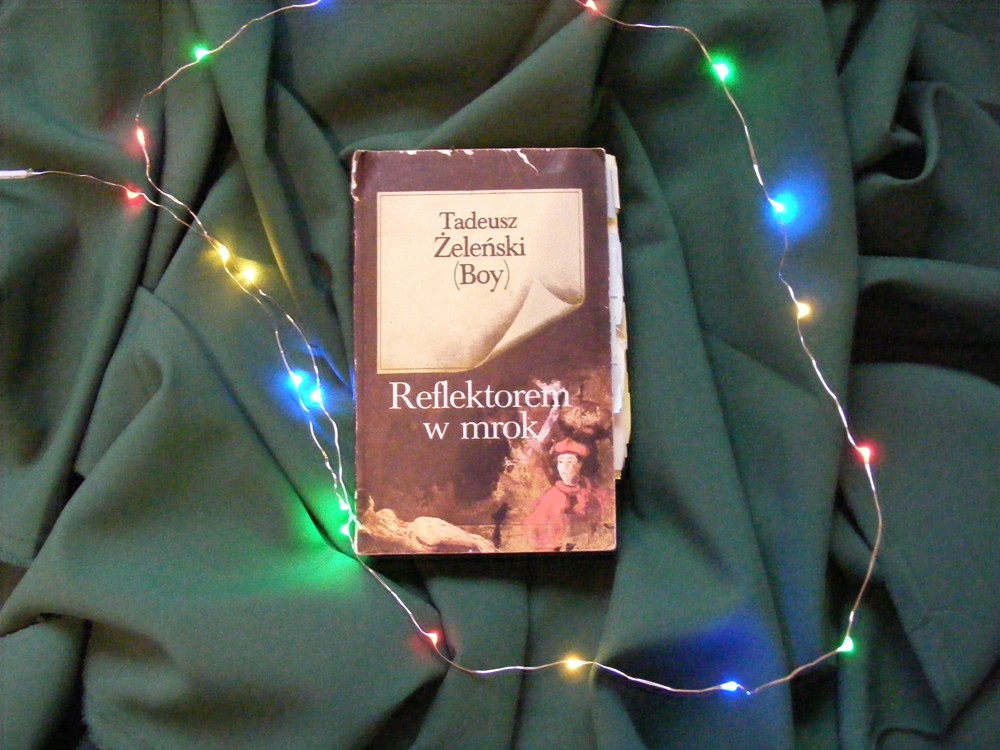 Tadeusz
Żeleński
(Boy)
Reflektorem
w mrok